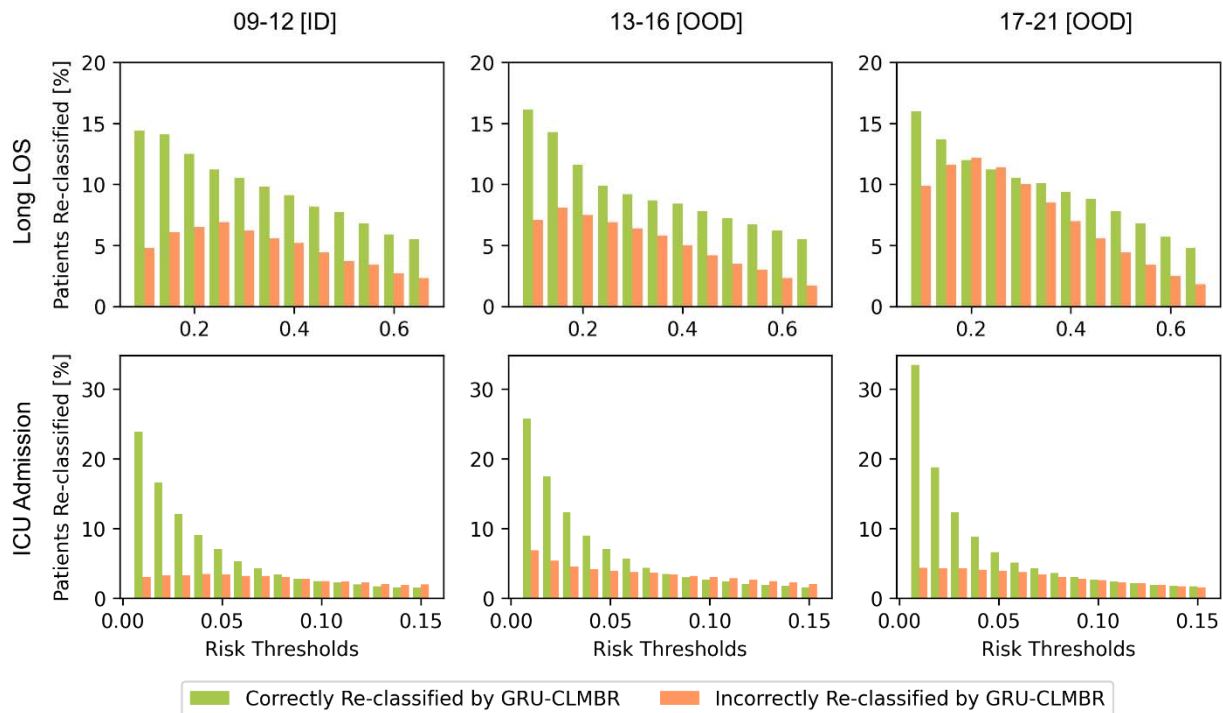 09-12 [ID] 13-16 [OOD] 17-21 [OOD]
Long LOS
Patients Re-classified [%]
20
15
10
5
0
0.2 0.4 0.6
20
15
10
5
0
0.2 0.4 0.6
20
15
10
5
0
0.2 0.4 0.6
ICU Admission
Patients Re-classified [%]
30
20
10
0
0.00 0.05 0.10 0.15
Risk Thresholds
30
20
10
0
0.00 0.05 0.10 0.15
Risk Thresholds
30
20
10
0
0.00 0.05 0.10 0.15
Risk Thresholds
Correctly Re-classified by GRU-CLMBR Incorrectly Re-classified by GRU-CLMBR